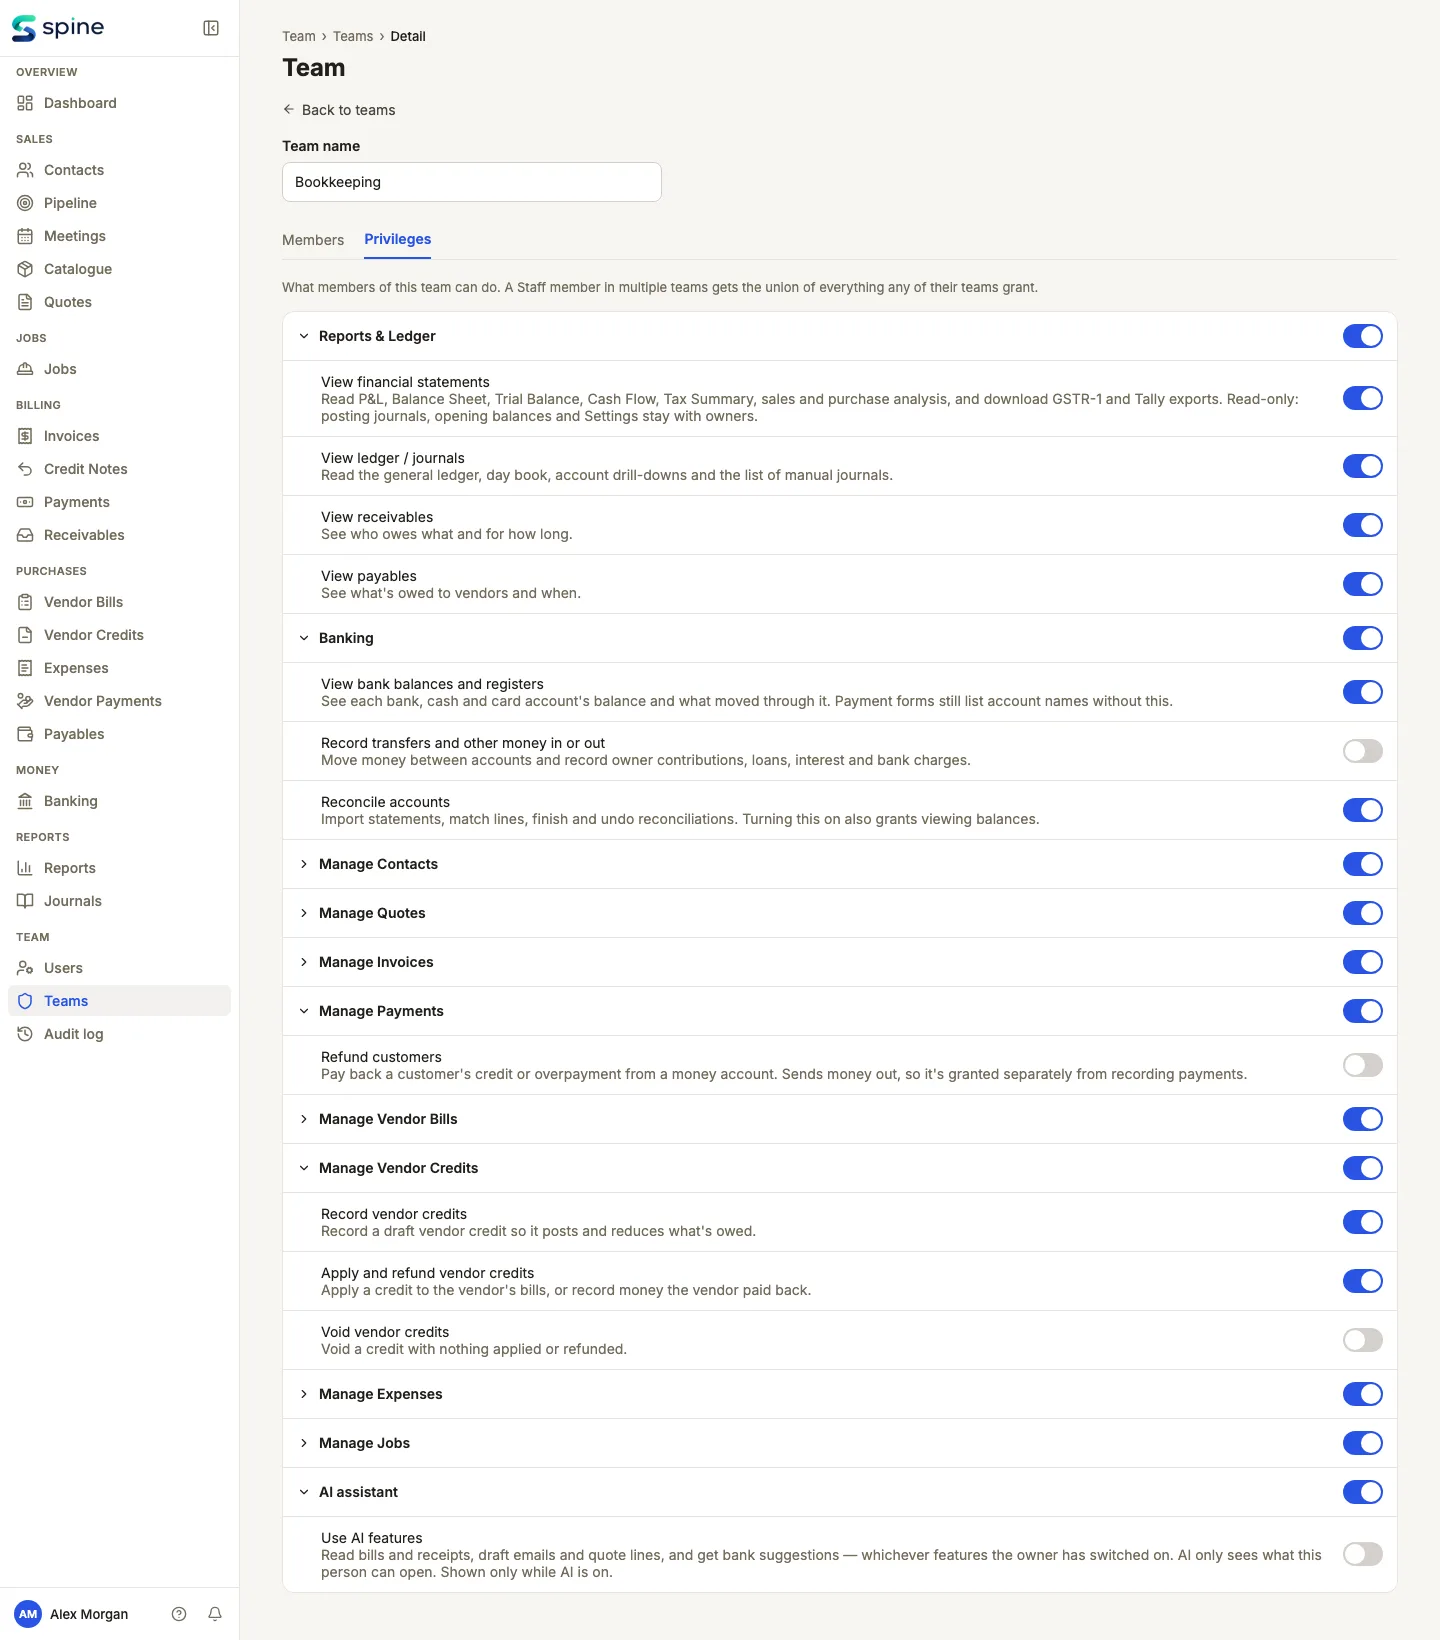 spine
OVERVIEW
Dashboard
SALES
Contacts
Pipeline
Meetings
Catalogue
Quotes
JOBS
Jobs
BILLING
Invoices
Credit Notes
Payments
Receivables
PURCHASES
Vendor Bills
Vendor Credits
Expenses
Vendor Payments
Payables
MONEY
Banking
REPORTS
Reports
Journals
TEAM
Users
Teams
Audit log
AM Alex Morgan
Team › Teams › Detail
Team
← Back to teams
Team name
Bookkeeping
Members Privileges
What members of this team can do. A Staff member in multiple teams gets the union of everything any of their teams grant.
Reports & Ledger
View financial statements
Read P&L, Balance Sheet, Trial Balance, Cash Flow, Tax Summary, sales and purchase analysis, and download GSTR-1 and Tally exports. Read-only:
posting journals, opening balances and Settings stay with owners.
View ledger / journals
Read the general ledger, day book, account drill-downs and the list of manual journals.
View receivables
See who owes what and for how long.
View payables
See what's owed to vendors and when.
Banking
View bank balances and registers
See each bank, cash and card account's balance and what moved through it. Payment forms still list account names without this.
Record transfers and other money in or out
Move money between accounts and record owner contributions, loans, interest and bank charges.
Reconcile accounts
Import statements, match lines, finish and undo reconciliations. Turning this on also grants viewing balances.
Manage Contacts
Manage Quotes
Manage Invoices
Manage Payments
Refund customers
Pay back a customer's credit or overpayment from a money account. Sends money out, so it's granted separately from recording payments.
Manage Vendor Bills
Manage Vendor Credits
Record vendor credits
Record a draft vendor credit so it posts and reduces what's owed.
Apply and refund vendor credits
Apply a credit to the vendor's bills, or record money the vendor paid back.
Void vendor credits
Void a credit with nothing applied or refunded.
Manage Expenses
Manage Jobs
AI assistant
Use AI features
Read bills and receipts, draft emails and quote lines, and get bank suggestions — whichever features the owner has switched on. AI only sees what this
person can open. Shown only while AI is on.